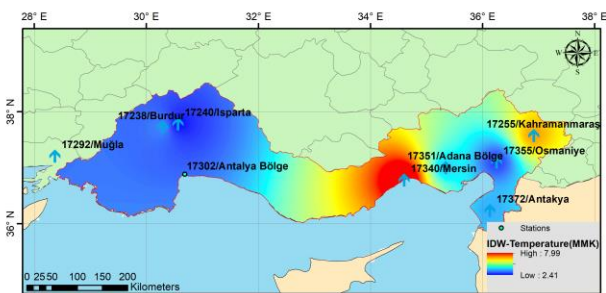 28° E
30° E
32° E
34° E
36° E
38° E
N
W
E
S
38° N
36° N
17238/Burdur
17240/Isparta
17292/Muğla
17302/Antalya Bölge
17255/Kahramanmaraş
17351/Adana Bölge
17355/Osmaniye
17340/Mersin
17372/Antakya
Stations
IDW-Temperature(MMK)
High : 7.99
Low : 2.41
0 25 50 100 150 200
Kilometers